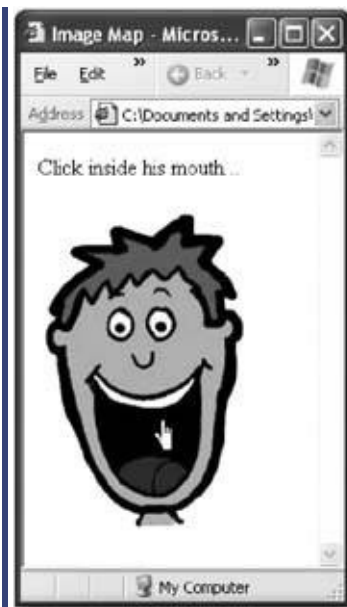 Image Map - Micros...
File Edit » Back »
Address C:\Documents and Settings\
Click inside his mouth...
My Computer